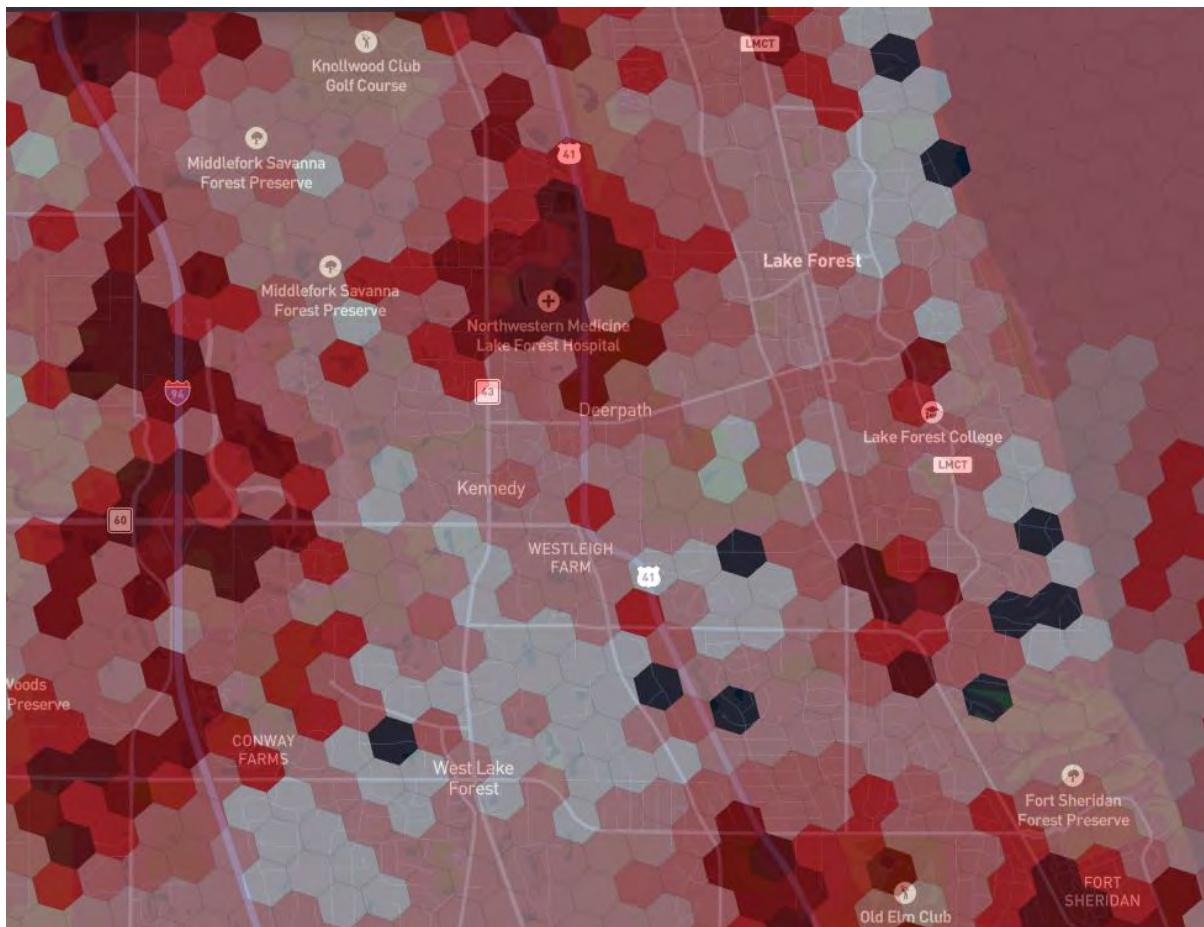 LMCT
Knollwood Club
Golf Course
41
Middlefork Savanna
Forest Preserve
Lake Forest
Middlefork Savanna
Forest Preserve
Northwestern Medicine
Lake Forest Hospital
94
43
Deerpath
Lake Forest College
LMCT
Kennedy
60
WESTLEIGH
FARM
41
Woods
Preserve
CONWAY
FARMS
West Lake
Forest
Fort Sheridan
Forest Preserve
FORT
SHERIDAN
Old Elm Club